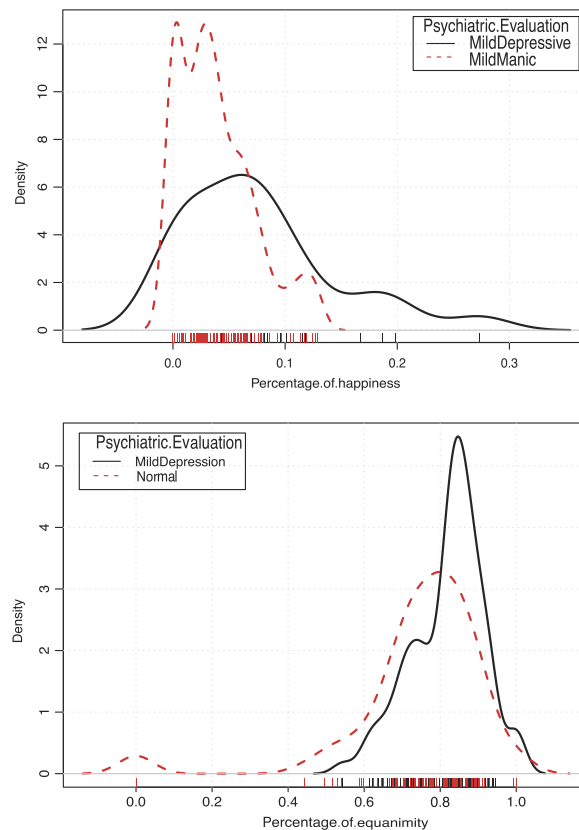 Psychiatric.Evaluation
MildDepressive
MildManic
12
10
8
6
4
2
0
Density
0.0 0.1 0.2 0.3
Percentage.of.happiness
Psychiatric.Evaluation
MildDepression
Normal
5
4
3
2
1
0
Density
0.0 0.2 0.4 0.6 0.8 1.0
Percentage.of.equanimity